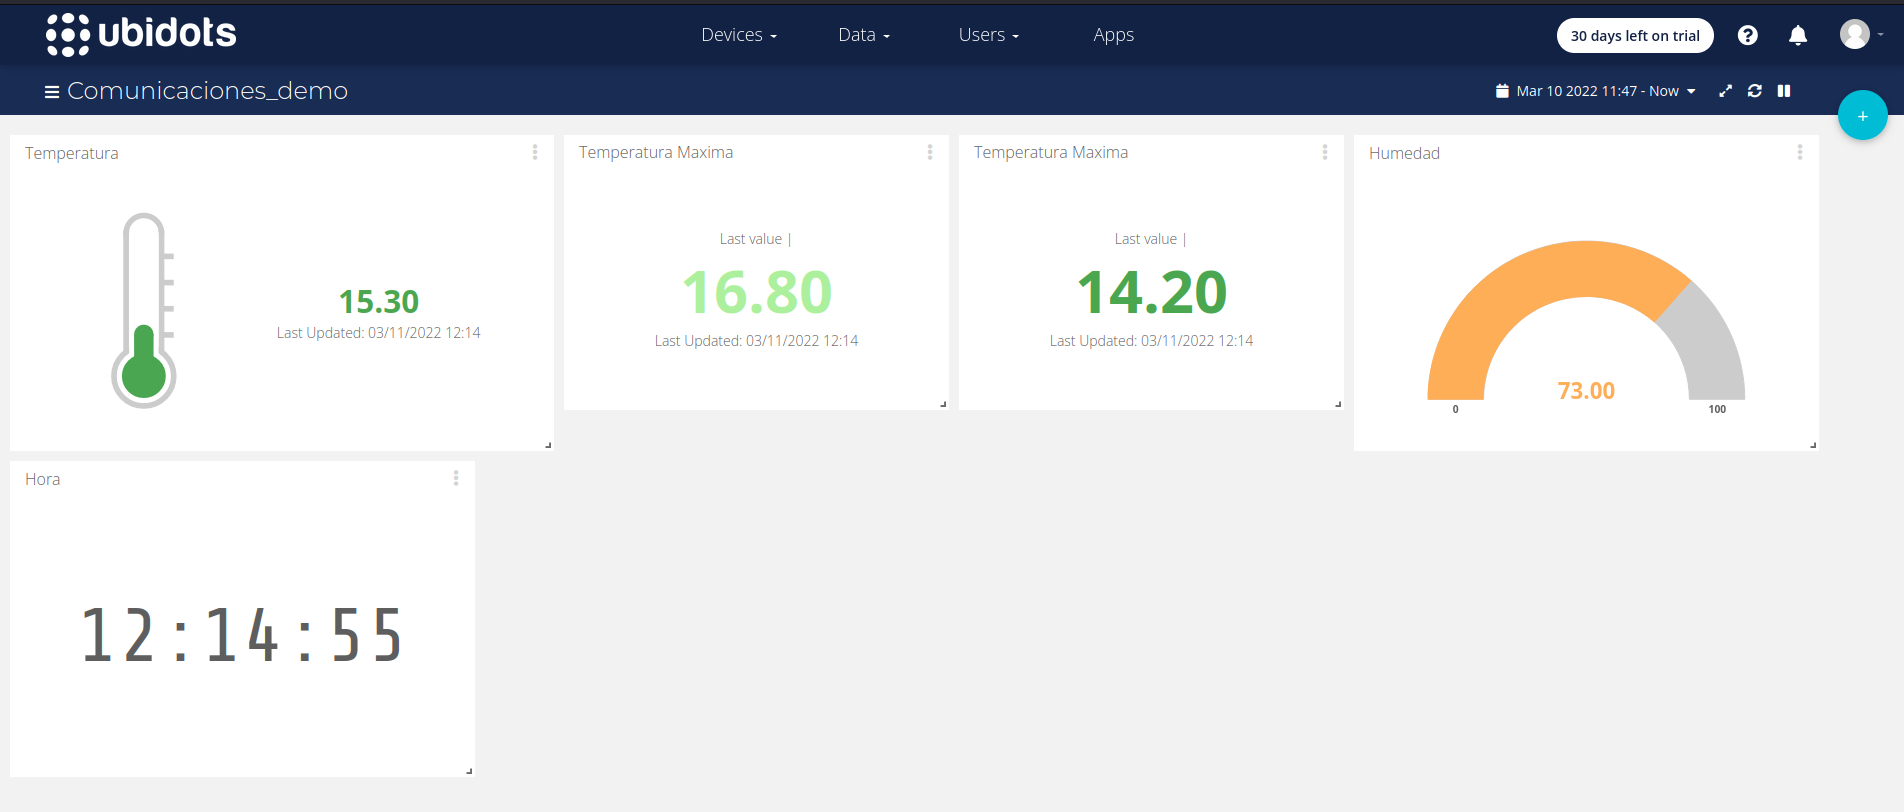 ubidots
Devices
Data
Users
Apps
30 days left on trial
Comunicaciones_demo
Mar 10 2022 11:47 - Now
+
Temperatura
15.30
Last Updated: 03/11/2022 12:14
Temperatura Maxima
Last value |
16.80
Last Updated: 03/11/2022 12:14
Temperatura Maxima
Last value |
14.20
Last Updated: 03/11/2022 12:14
Humedad
73.00
0
100
Hora
12:14:55